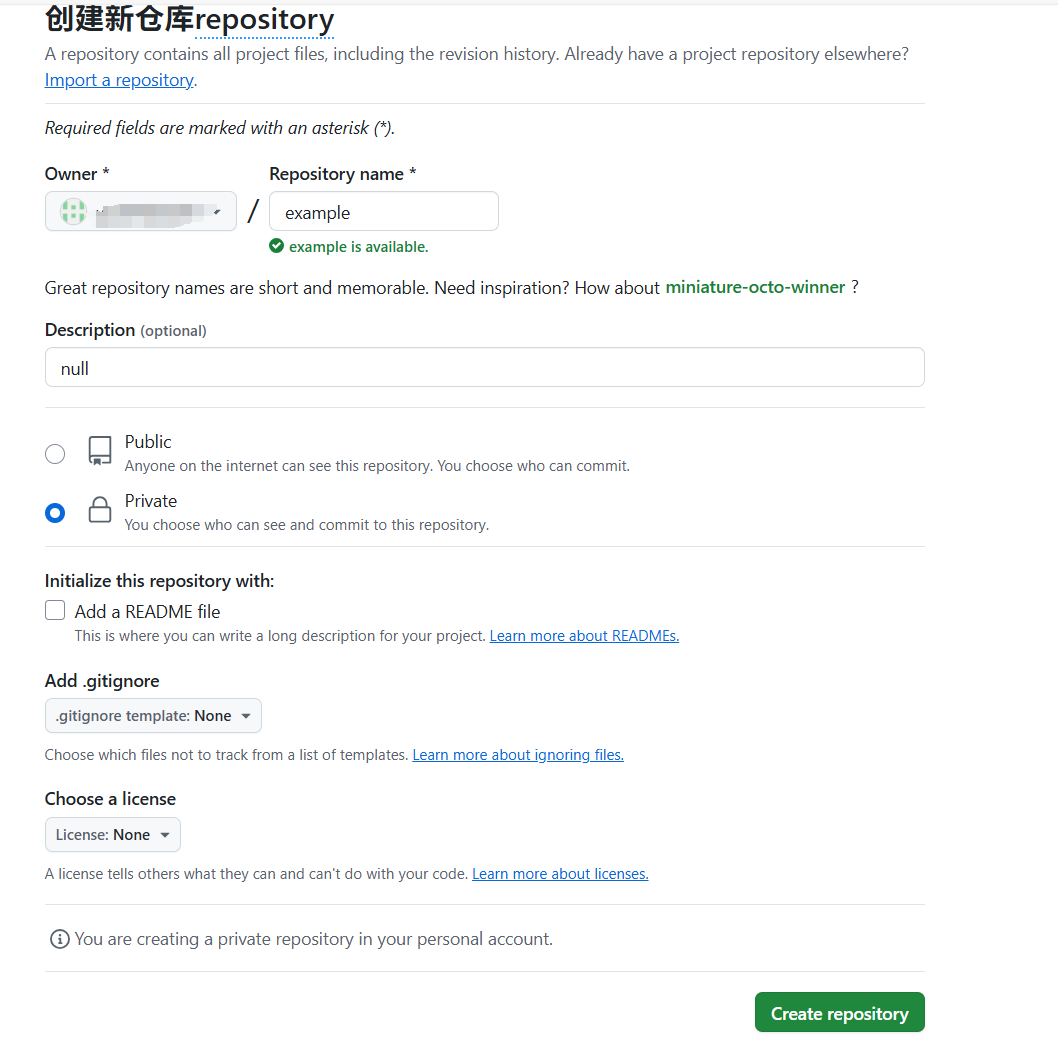 创建新仓库repository
A repository contains all project files, including the revision history. Already have a project repository elsewhere?
Import a repository.
Required fields are marked with an asterisk (*).
Owner * Repository name *
/ example
example is available.
Great repository names are short and memorable. Need inspiration? How about miniature-octo-winner ?
Description (optional)
null
Public
Anyone on the internet can see this repository. You choose who can commit.
Private
You choose who can see and commit to this repository.
Initialize this repository with:
Add a README file
This is where you can write a long description for your project. Learn more about READMEs.
Add .gitignore
.gitignore template: None
Choose which files not to track from a list of templates. Learn more about ignoring files.
Choose a license
License: None
A license tells others what they can and can't do with your code. Learn more about licenses.
You are creating a private repository in your personal account.
Create repository